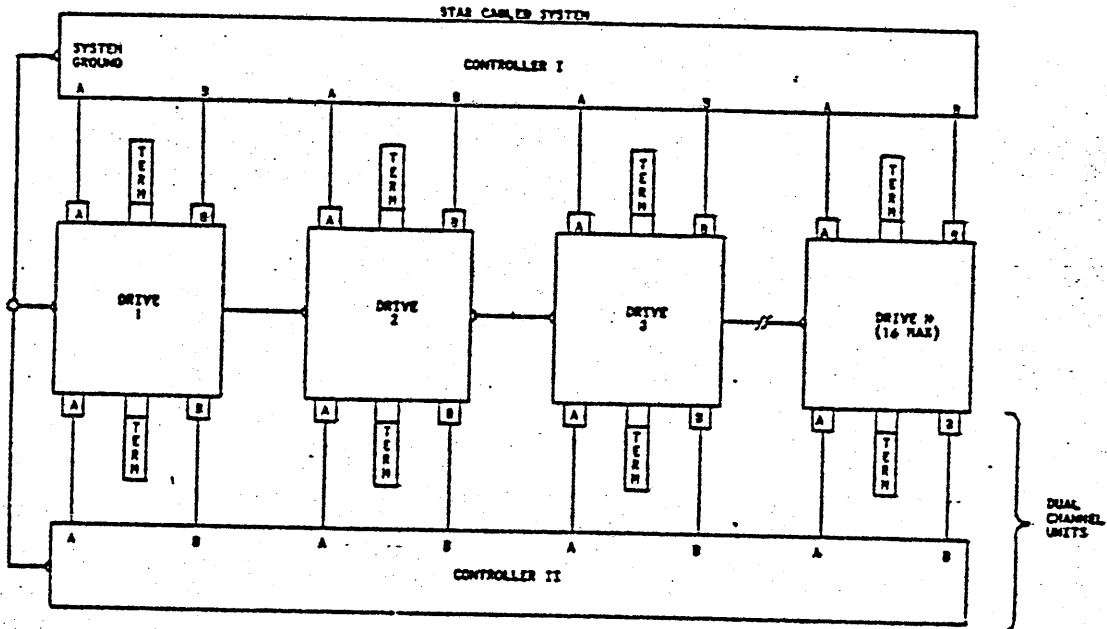 STAR CABLED SYSTEM
SYSTEM
GROUND
CONTROLLER I
A B A B A B A B
TERM TERM TERM TERM
A B A B A B A B
DRIVE
1
DRIVE
2
DRIVE
3
DRIVE N
(16 MAX)
A B A B A B A B
TERM TERM TERM TERM
DUAL
CHANNEL
UNITS
A B A B A B A B
CONTROLLER II